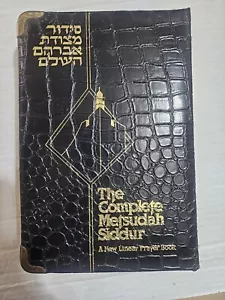 סידור
מצודת
אברהם
השלם
The
Complete
Metsudah
Siddur
A New Linear Prayer Book